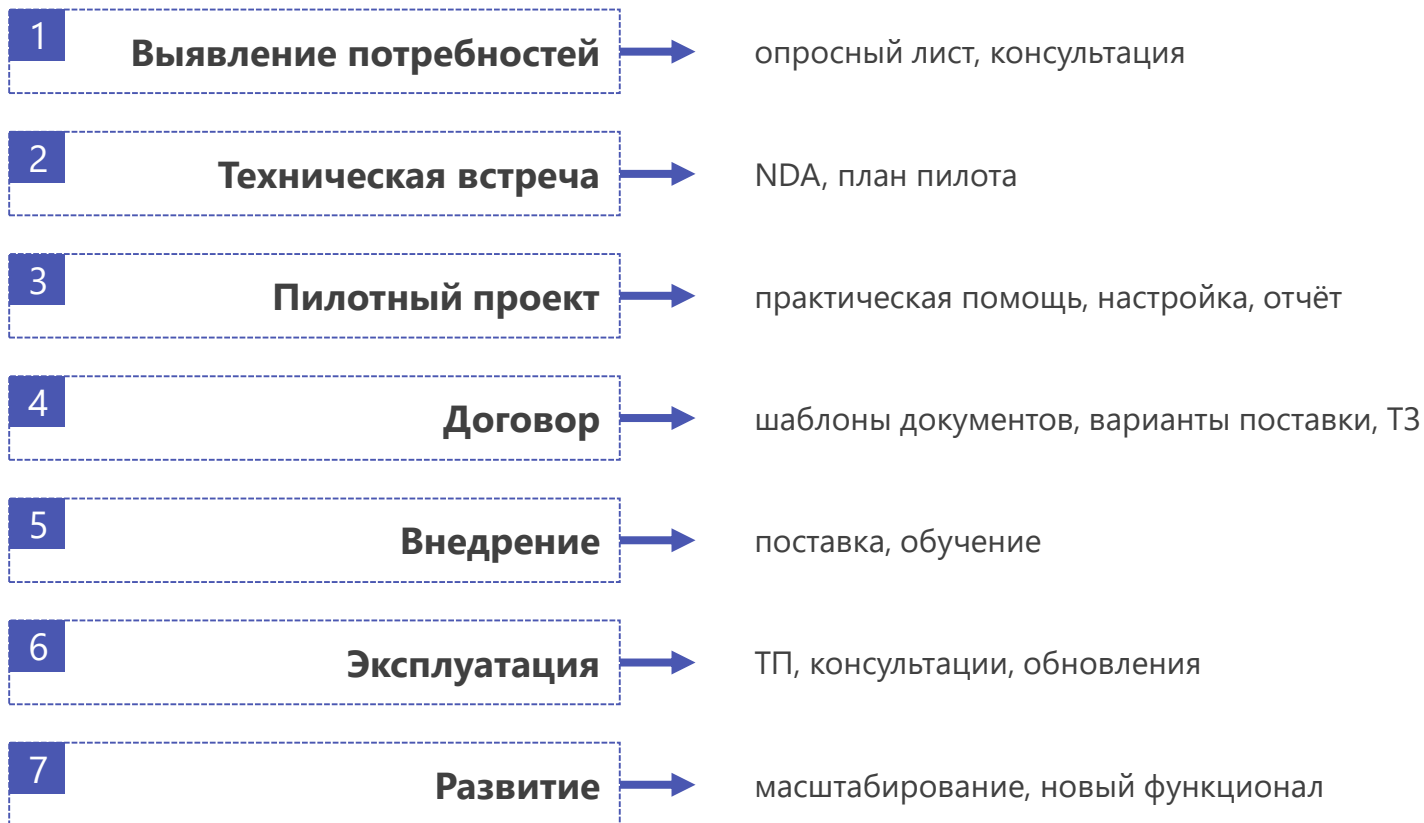 1
Выявление потребностей
опросный лист, консультация
2
Техническая встреча
NDA, план пилота
3
Пилотный проект
практическая помощь, настройка, отчёт
4
Договор
шаблоны документов, варианты поставки, ТЗ
5
Внедрение
поставка, обучение
6
Эксплуатация
ТП, консультации, обновления
7
Развитие
масштабирование, новый функционал